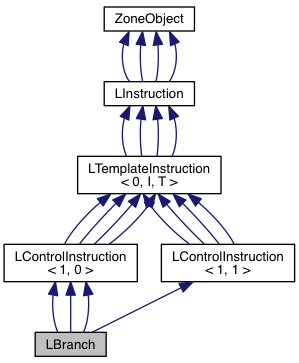 ZoneObject
LInstruction
LTemplateInstruction
< 0, I, T >
LControlInstruction
< 1, 0 >
LControlInstruction
< 1, 1 >
LBranch